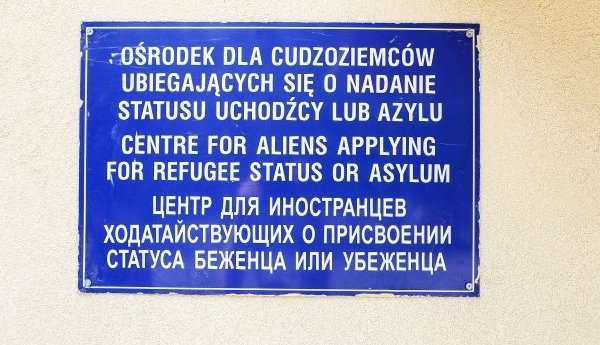 OŚRODEK DLA CUDZOZIEMCÓW
UBIEGAJĄCYCH SIĘ O NADANIE
STATUSU UCHODŹCY LUB AZYLU
CENTRE FOR ALIENS APPLYING
FOR REFUGEE STATUS OR ASYLUM
ЦЕНТР ДЛЯ ИНОСТРАНЦЕВ
ХОДАТАЙСТВУЮЩИХ О ПРИСВОЕНИИ
СТАТУСА БЕЖЕНЦА ИЛИ УБЕЖЕНЦА